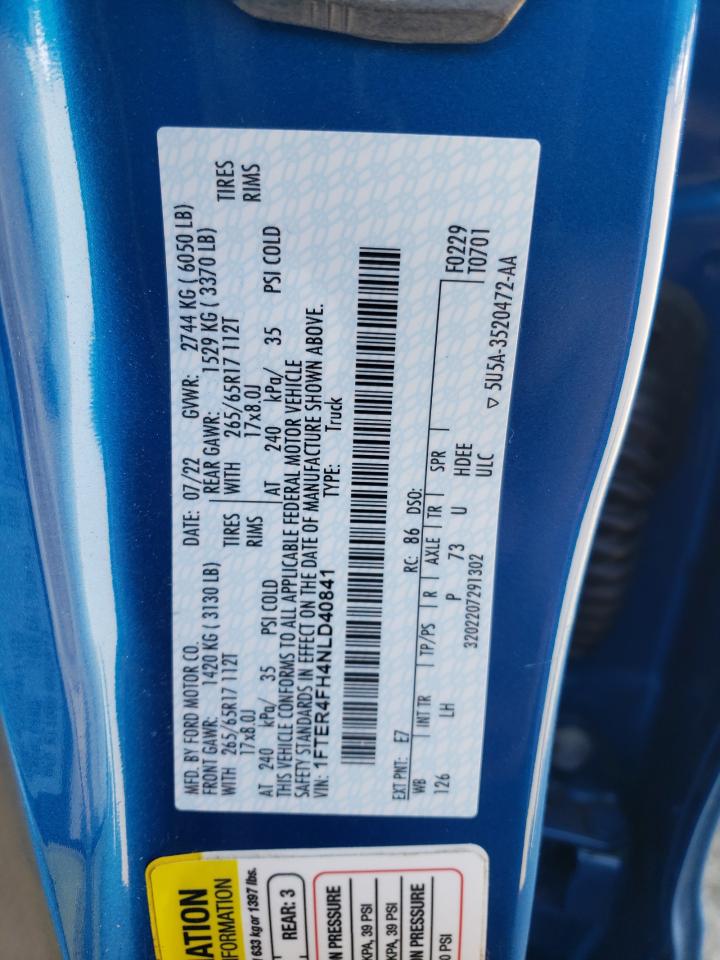 MFD. BY FORD MOTOR CO.
DATE: 07/22 GVWR: 2744 KG ( 6050 LB)
FRONT GAWR: 1420 KG ( 3130 LB) REAR GAWR: 1529 KG ( 3370 LB)
WITH 265/65R17 112T TIRES WITH 265/65R17 112T TIRES
17x8.0J RIMS 17x8.0J RIMS
AT 240 kPa/ 35 PSI COLD AT 240 kPa/ 35 PSI COLD
THIS VEHICLE CONFORMS TO ALL APPLICABLE FEDERAL MOTOR VEHICLE
SAFETY STANDARDS IN EFFECT ON THE DATE OF MANUFACTURE SHOWN ABOVE.
VIN: 1FTER4FH4NLD40841 TYPE: Truck
EXT PNT: E7 RC: 86 DSO: F0229
T0701
WB INT TR TP/PS R AXLE TR SPR
126 LH P 73 U HDEE
ULC
3202207291302
▽ 5U5A-3520472-AA
ATION
FORMATION
633 kg or 1397 lbs.
REAR: 3
N PRESSURE
KPA, 39 PSI
KPA, 39 PSI
N PRESSURE
0 PSI